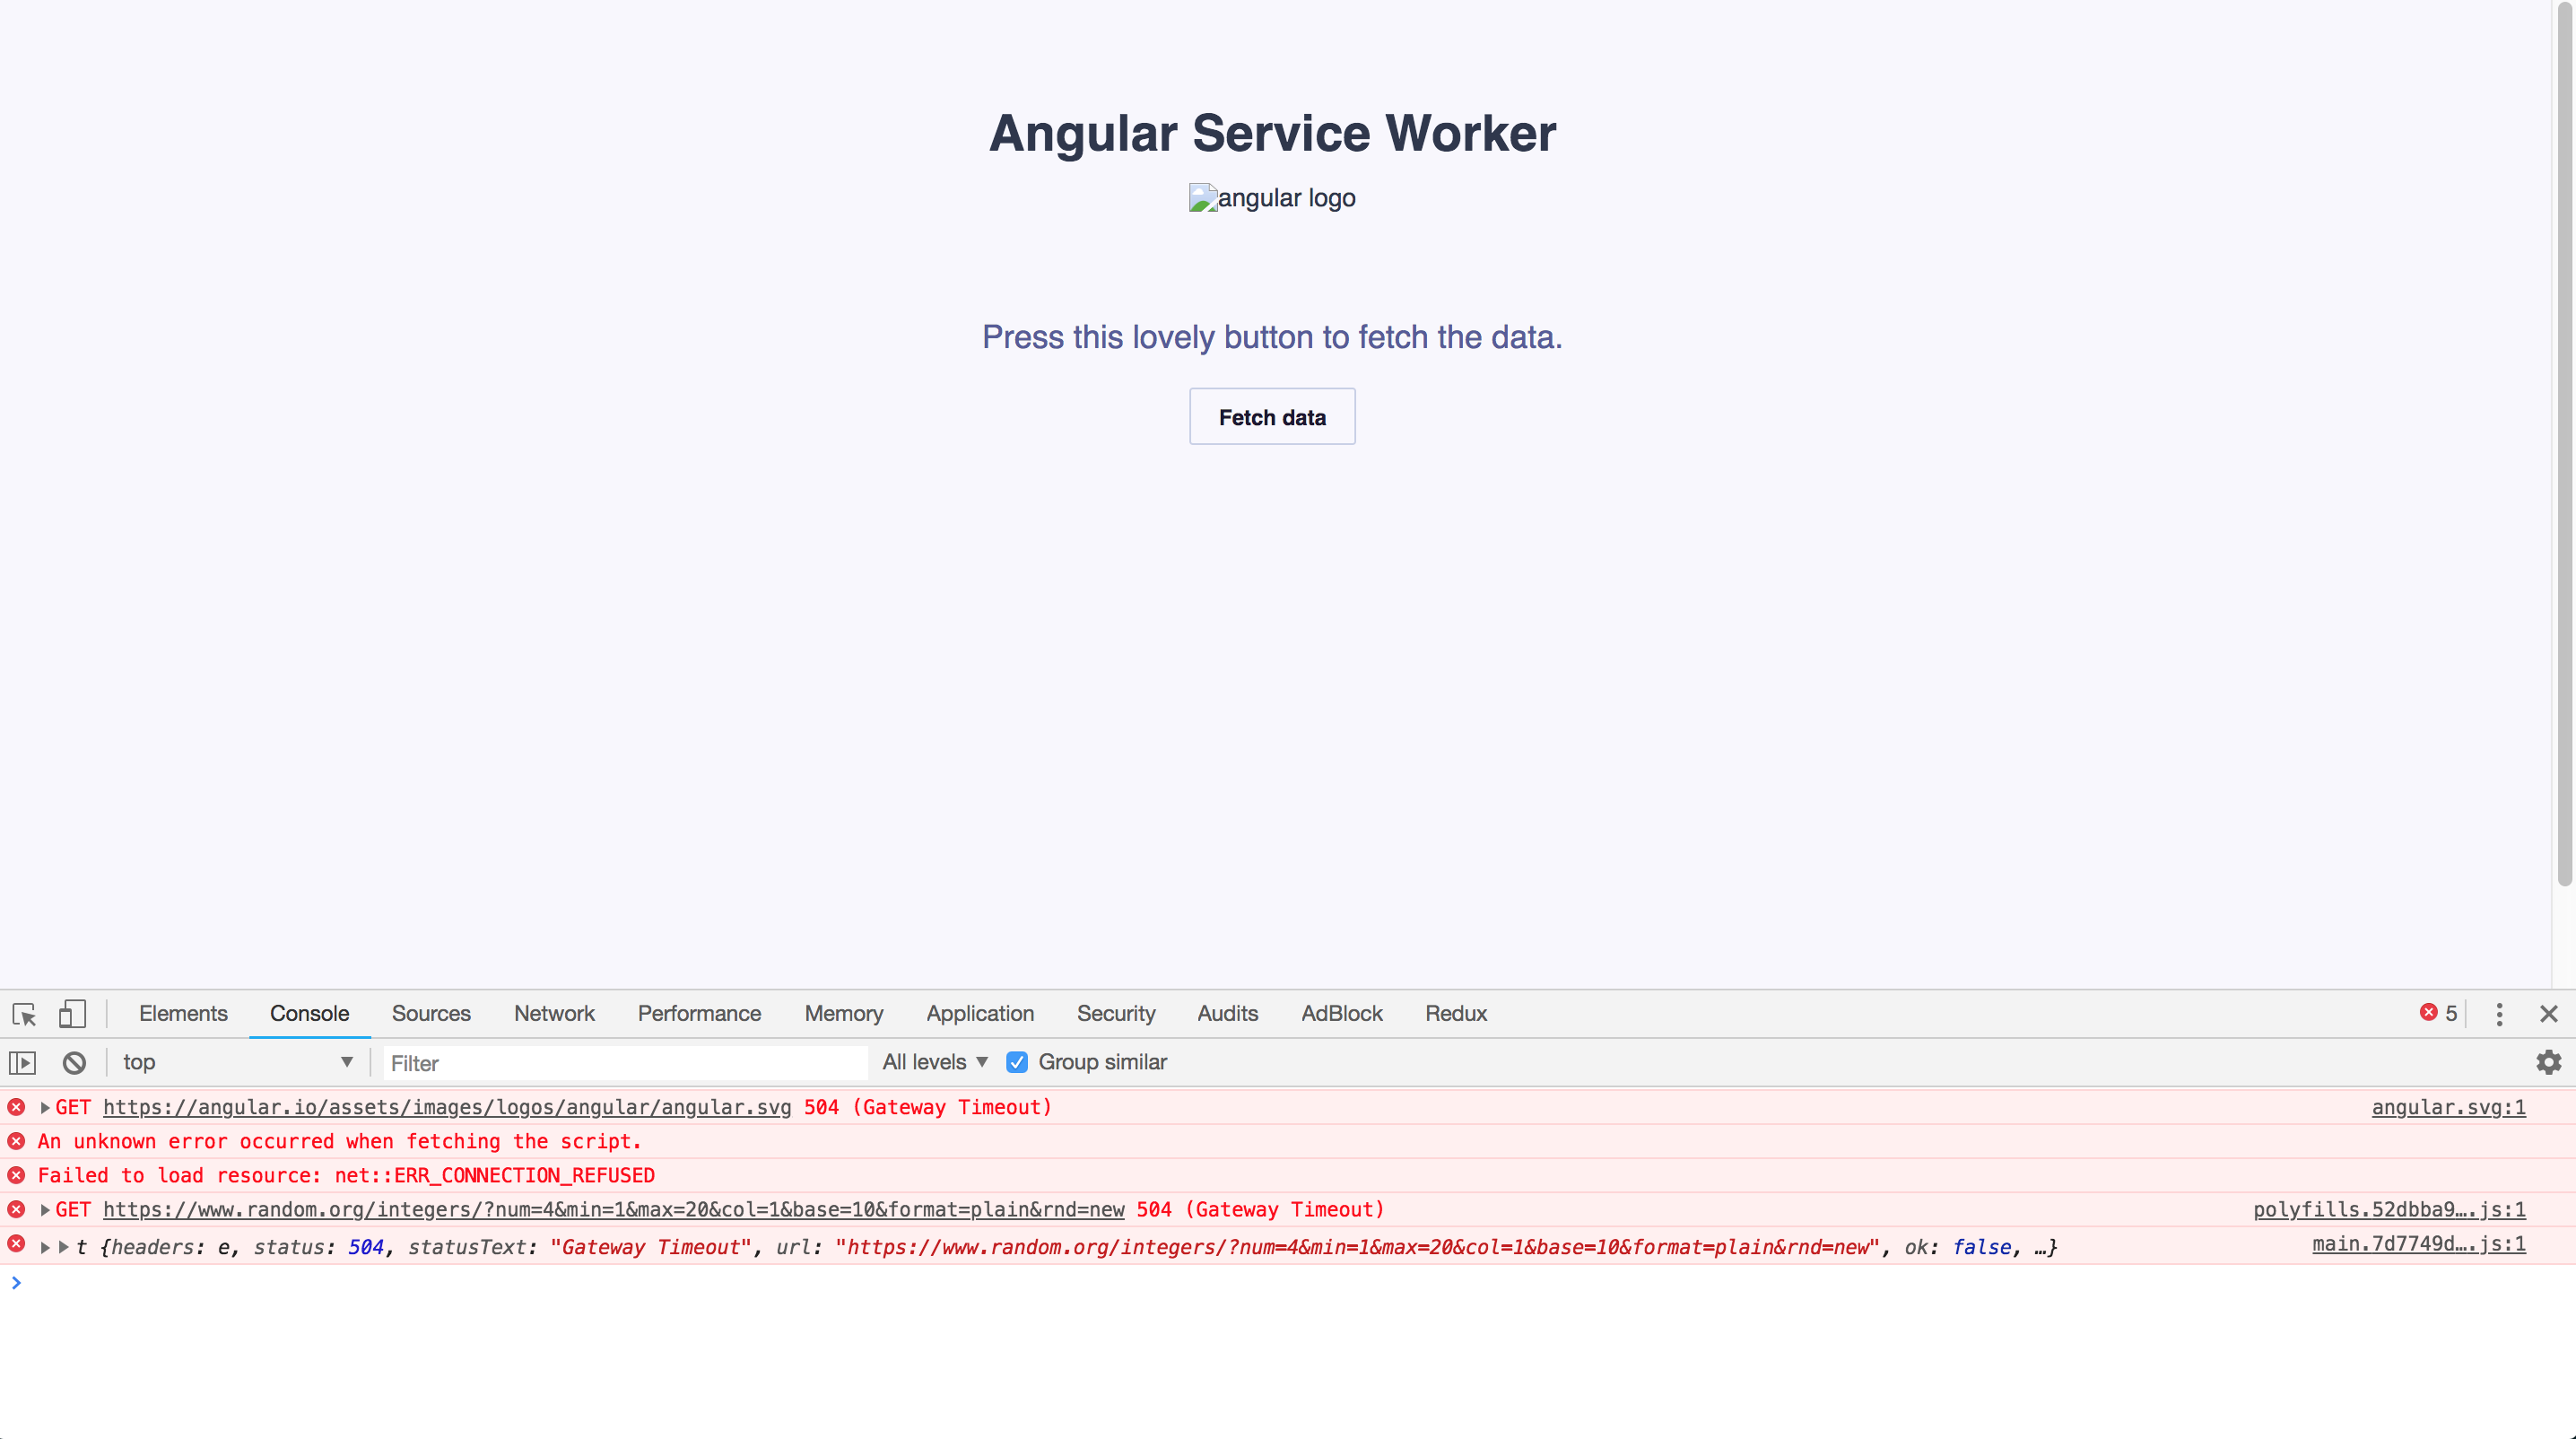 Angular Service Worker
angular logo
Press this lovely button to fetch the data.
Fetch data
Elements Console Sources Network Performance Memory Application Security Audits AdBlock Redux 5
top Filter All levels Group similar
GET https://angular.io/assets/images/logos/angular/angular.svg 504 (Gateway Timeout) angular.svg:1
An unknown error occurred when fetching the script.
Failed to load resource: net::ERR_CONNECTION_REFUSED
GET https://www.random.org/integers/?num=4&min=1&max=20&col=1&base=10&format=plain&rnd=new 504 (Gateway Timeout) polyfills.52dbba9….js:1
t {headers: e, status: 504, statusText: "Gateway Timeout", url: "https://www.random.org/integers/?num=4&min=1&max=20&col=1&base=10&format=plain&rnd=new", ok: false, …} main.7d7749d….js:1